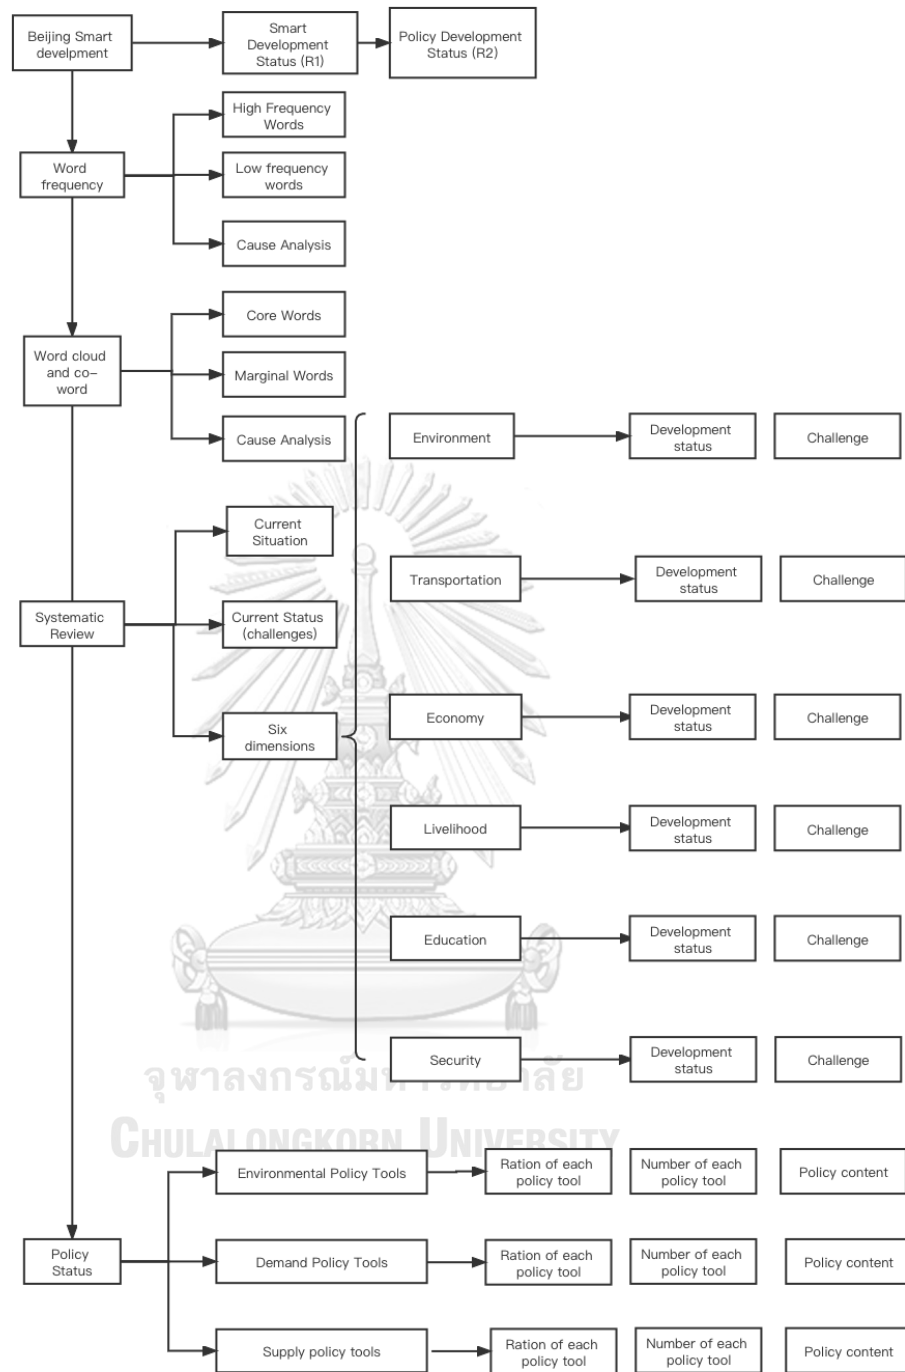 Beijing Smart
develpment
Smart
Development
Status (R1)
Policy Development
Status (R2)
High Frequency
Words
Word
frequency
Low frequency
words
Cause Analysis
Core Words
Word cloud
and co-
word
Marginal Words
Cause Analysis
Environment
Development
status
Challenge
Current
Situation
Transportation
Development
status
Challenge
Systematic
Review
Current Status
(challenges)
Six
dimensions
Economy
Development
status
Challenge
Livelihood
Development
status
Challenge
Education
Development
status
Challenge
Security
Development
status
Challenge
จุฬาลงกรณ์มหาวิทยาลัย
CHULALONGKORN UNIVERSITY
Environmental Policy Tools
Ration of each
policy tool
Number of each
policy tool
Policy content
Policy
Status
Demand Policy Tools
Ration of each
policy tool
Number of each
policy tool
Policy content
Supply policy tools
Ration of each
policy tool
Number of each
policy tool
Policy content